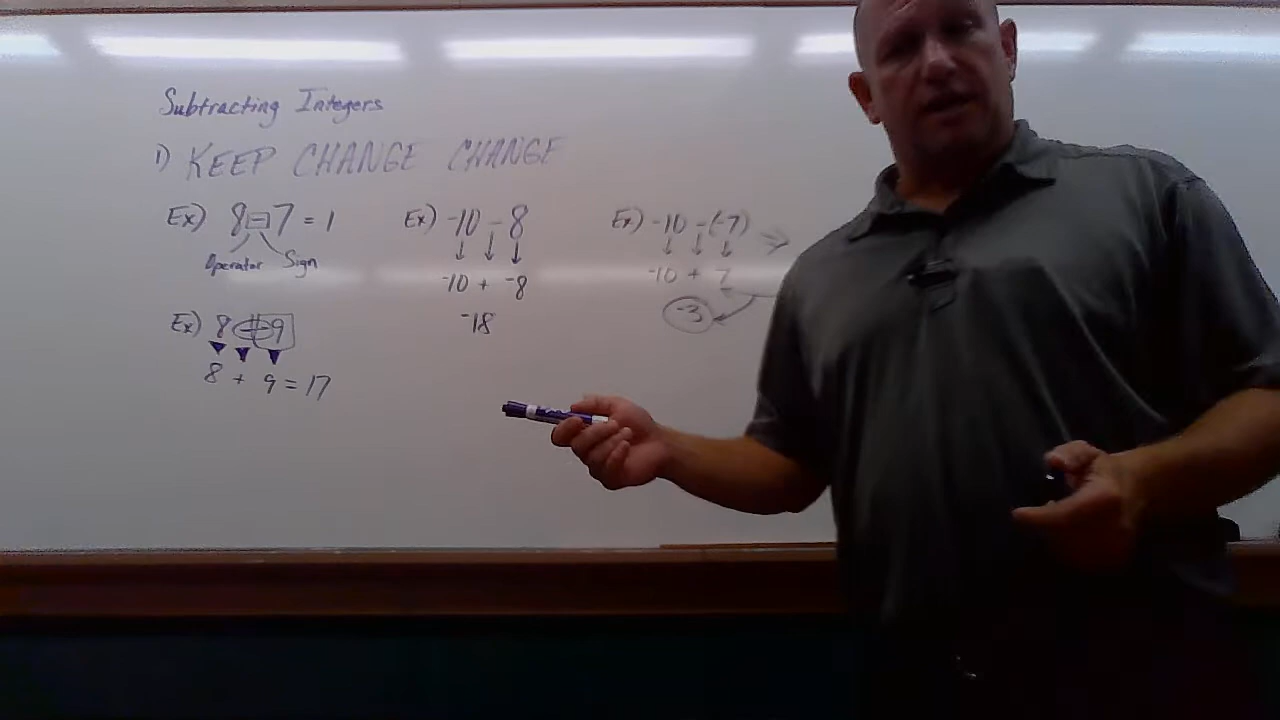 Subtracting Integers
1) KEEP CHANGE CHANGE
Ex) 8 - 7 = 1
Operator Sign
Ex) 8 - -9
8 + 9 = 17
Ex) -10 - 8
-10 + -8
-18
Ex) -10 - (-7)
-10 + 7
-3